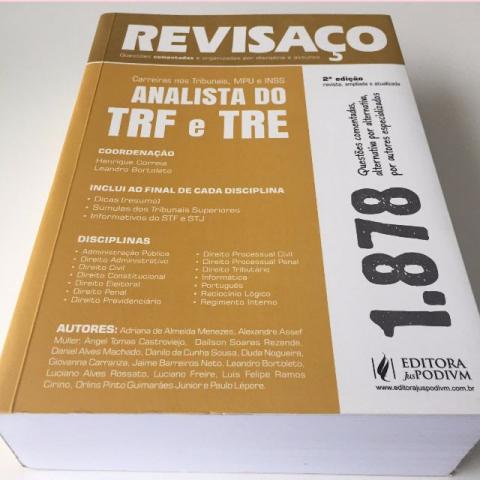 REVISAÇO
Questões comentadas e organizadas por disciplina e assunto
Carreiras nos Tribunais, MPU e INSS
ANALISTA DO
TRF e TRE
COORDENAÇÃO
Henrique Correia
Leandro Bortoleto
INCLUI AO FINAL DE CADA DISCIPLINA
• Dicas (resumo)
• Súmulas dos Tribunais Superiores
• Informativos do STF e STJ
DISCIPLINAS
• Administração Pública
• Direito Administrativo
• Direito Civil
• Direito Constitucional
• Direito Eleitoral
• Direito Penal
• Direito Previdenciário
• Direito Processual Civil
• Direito Processual Penal
• Direito Tributário
• Informática
• Português
• Raciocínio Lógico
• Regimento Interno
AUTORES: Adriana de Almeida Menezes, Alexandre Assef
Müller, Ángel Tomas Castroviejo, Dailson Soares Rezende,
Daniel Alves Machado, Danilo da Cunha Sousa, Duda Nogueira,
Giovanna Carranza, Jaime Barreiros Neto, Leandro Bortoleto,
Luciano Alves Rossato, Luciano Freire, Luis Felipe Ramos
Cirino, Orlins Pinto Guimarães Junior e Paulo Lépore.
2ª edição
revista, ampliada e atualizada
1.878
Questões comentadas,
alternativa por alternativa,
por autores especializados
EDITORA
JusPODIVM
www.editorajuspodivm.com.br